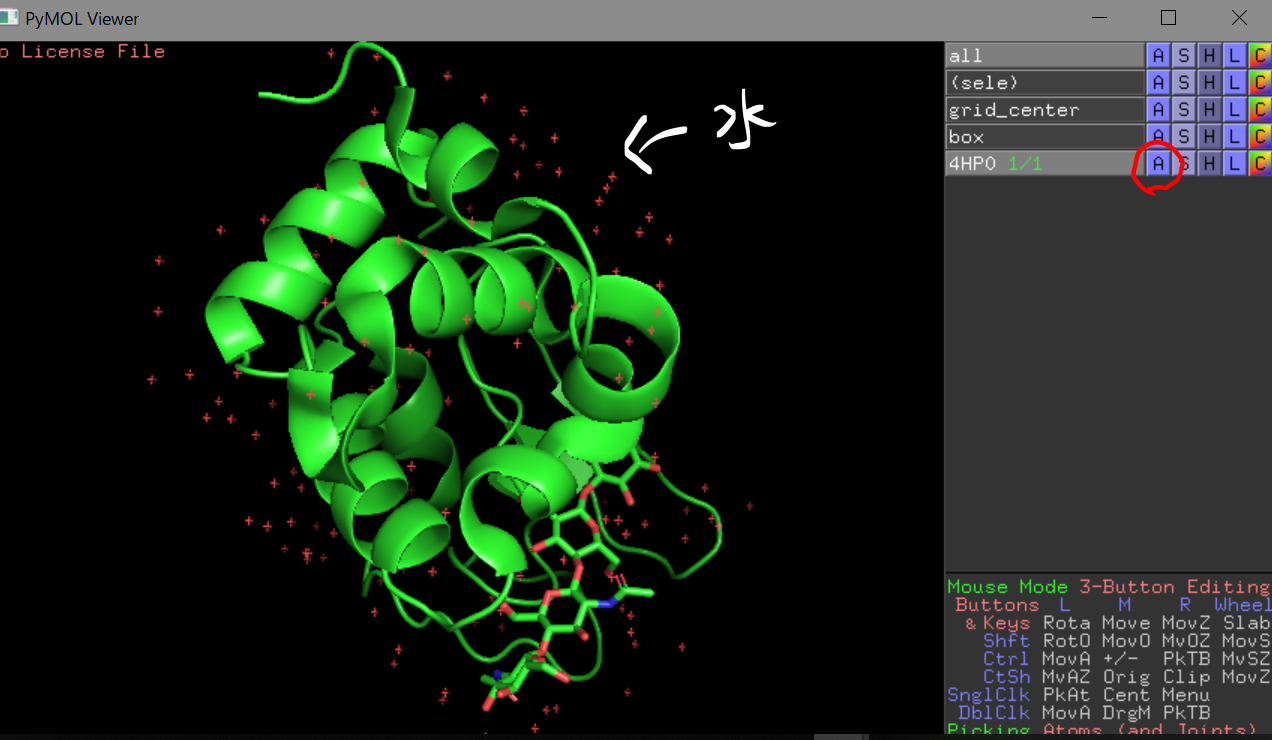 PyMOL Viewer
o License File
水
all A S H L C
(sele) A S H L C
grid_center A S H L C
box A S H L C
4HP0 1/1 A S H L C
Mouse Mode 3-Button Editing
Buttons L M R Wheel
& Keys Rota Move MovZ Slab
Shft RotO MovO MvOZ MovS
Ctrl MovA +/- PkTB MvSZ
CtSh MvAZ Orig Clip MovZ
SnglClk PkAt Cent Menu
DblClk MovA DrgM PkTB
Picking Atoms (and Joints)